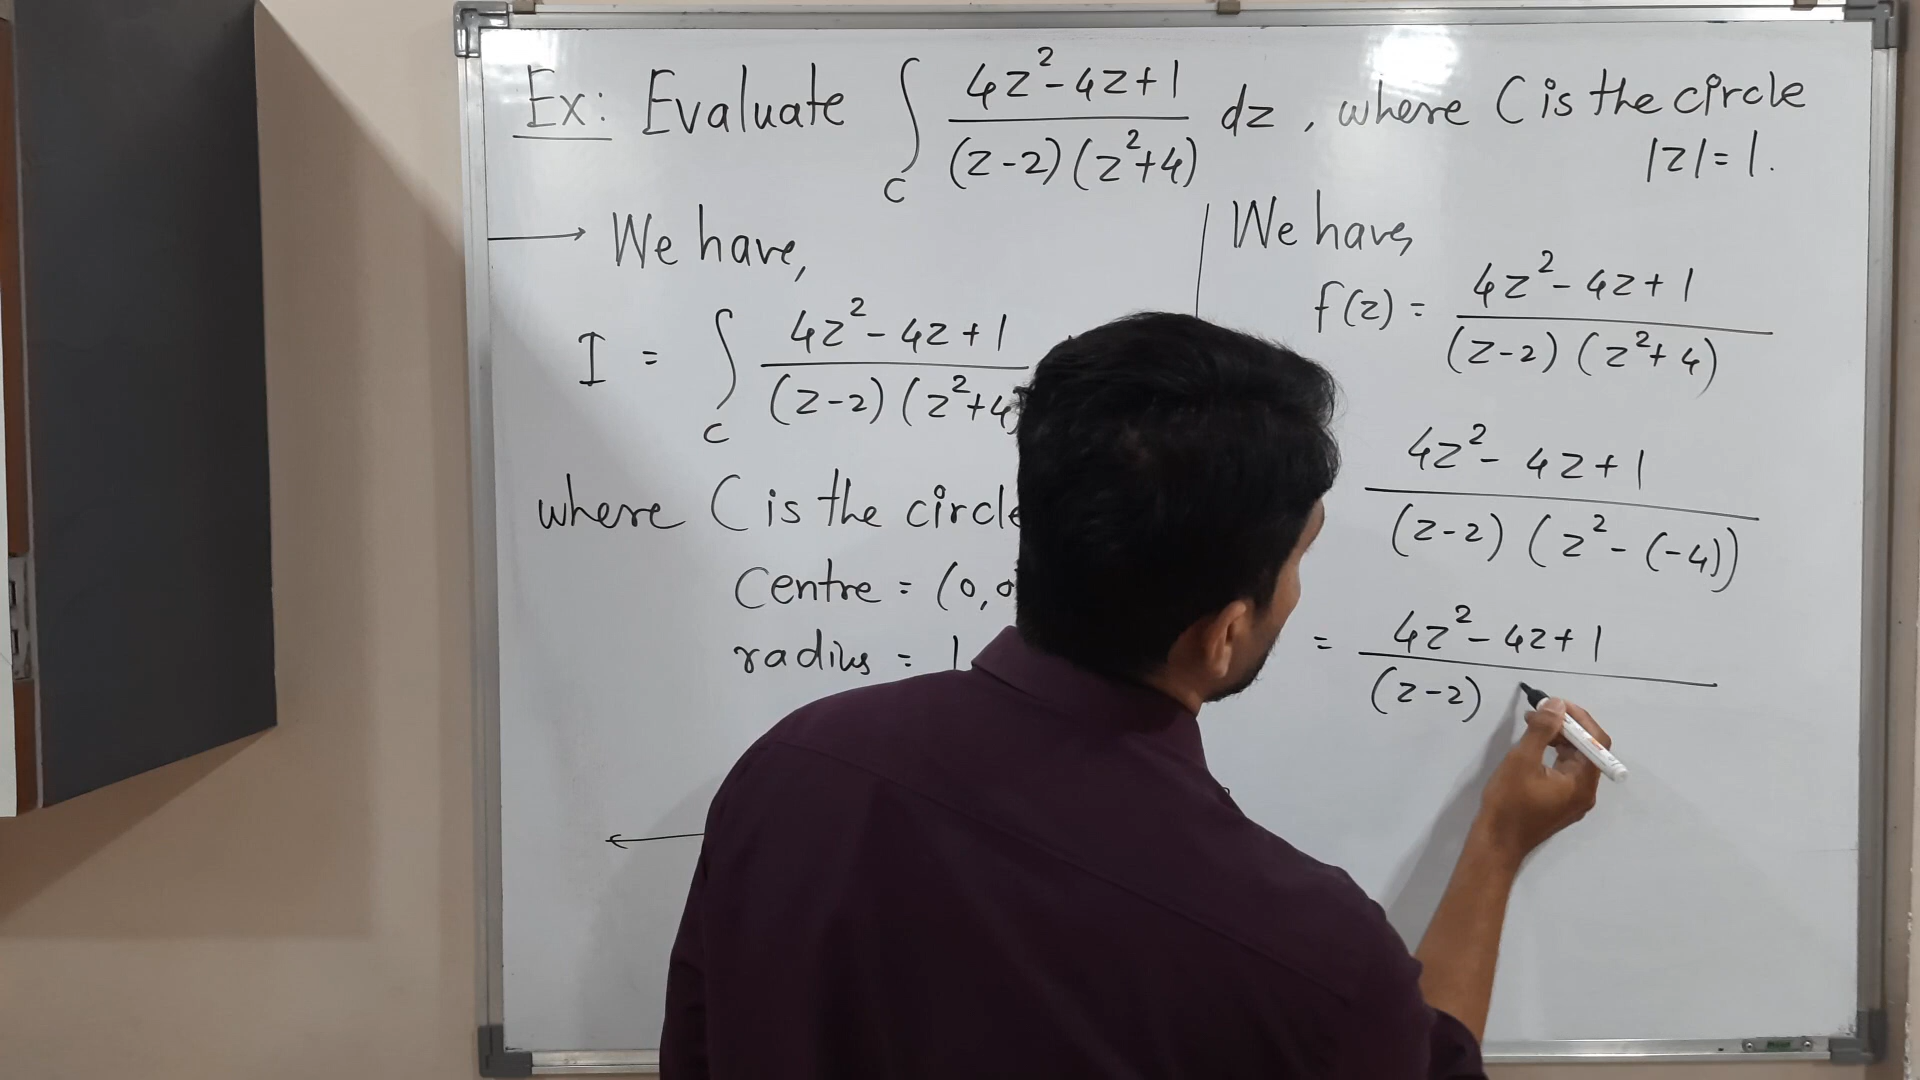 Ex: Evaluate ∫_C (4z²-4z+1)/((z-2)(z²+4)) dz, where C is the circle
|z|=1.
We have,
I = ∫_C (4z²-4z+1)/((z-2)(z²+4)
where C is the circle
Centre = (0,0
radius = 1
We have,
f(z) = (4z²-4z+1)/((z-2)(z²+4))
(4z²-4z+1)/((z-2)(z²-(-4)))
= (4z²-4z+1)/((z-2)